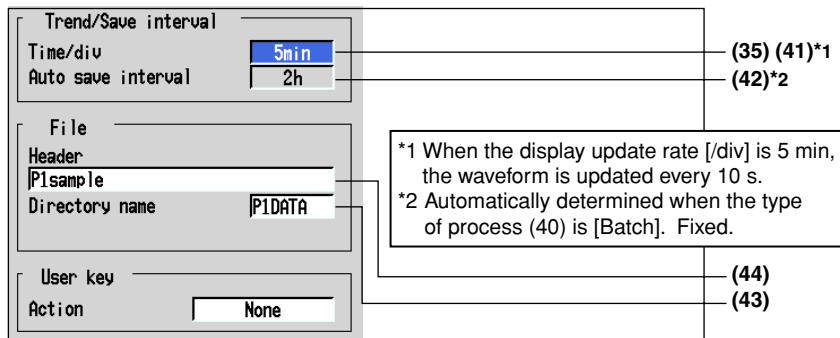 Trend/Save interval
Time/div 5min
(35) (41)*1
Auto save interval 2h
(42)*2
File
Header
P1sample
Directory name P1DATA
*1 When the display update rate [/div] is 5 min,
the waveform is updated every 10 s.
*2 Automatically determined when the type
of process (40) is [Batch]. Fixed.
(44)
(43)
User key
Action None